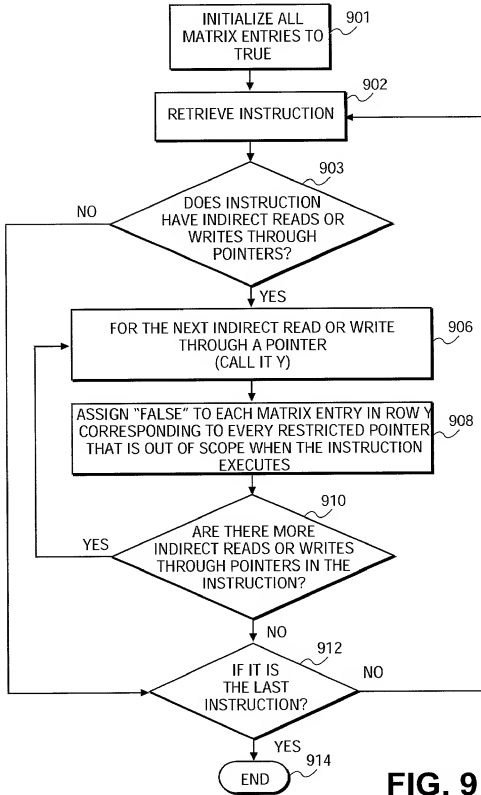 INITIALIZE ALL
MATRIX ENTRIES TO
TRUE
901
902
RETRIEVE INSTRUCTION
903
DOES INSTRUCTION
HAVE INDIRECT READS OR
WRITES THROUGH
POINTERS?
NO
YES
FOR THE NEXT INDIRECT READ OR WRITE
THROUGH A POINTER
(CALL IT Y)
906
ASSIGN "FALSE" TO EACH MATRIX ENTRY IN ROW Y
CORRESPONDING TO EVERY RESTRICTED POINTER
THAT IS OUT OF SCOPE WHEN THE INSTRUCTION
EXECUTES
908
910
ARE THERE MORE
INDIRECT READS OR WRITES
THROUGH POINTERS IN THE
INSTRUCTION?
YES
NO
912
IF IT IS
THE LAST
INSTRUCTION?
NO
YES
END
914
FIG. 9